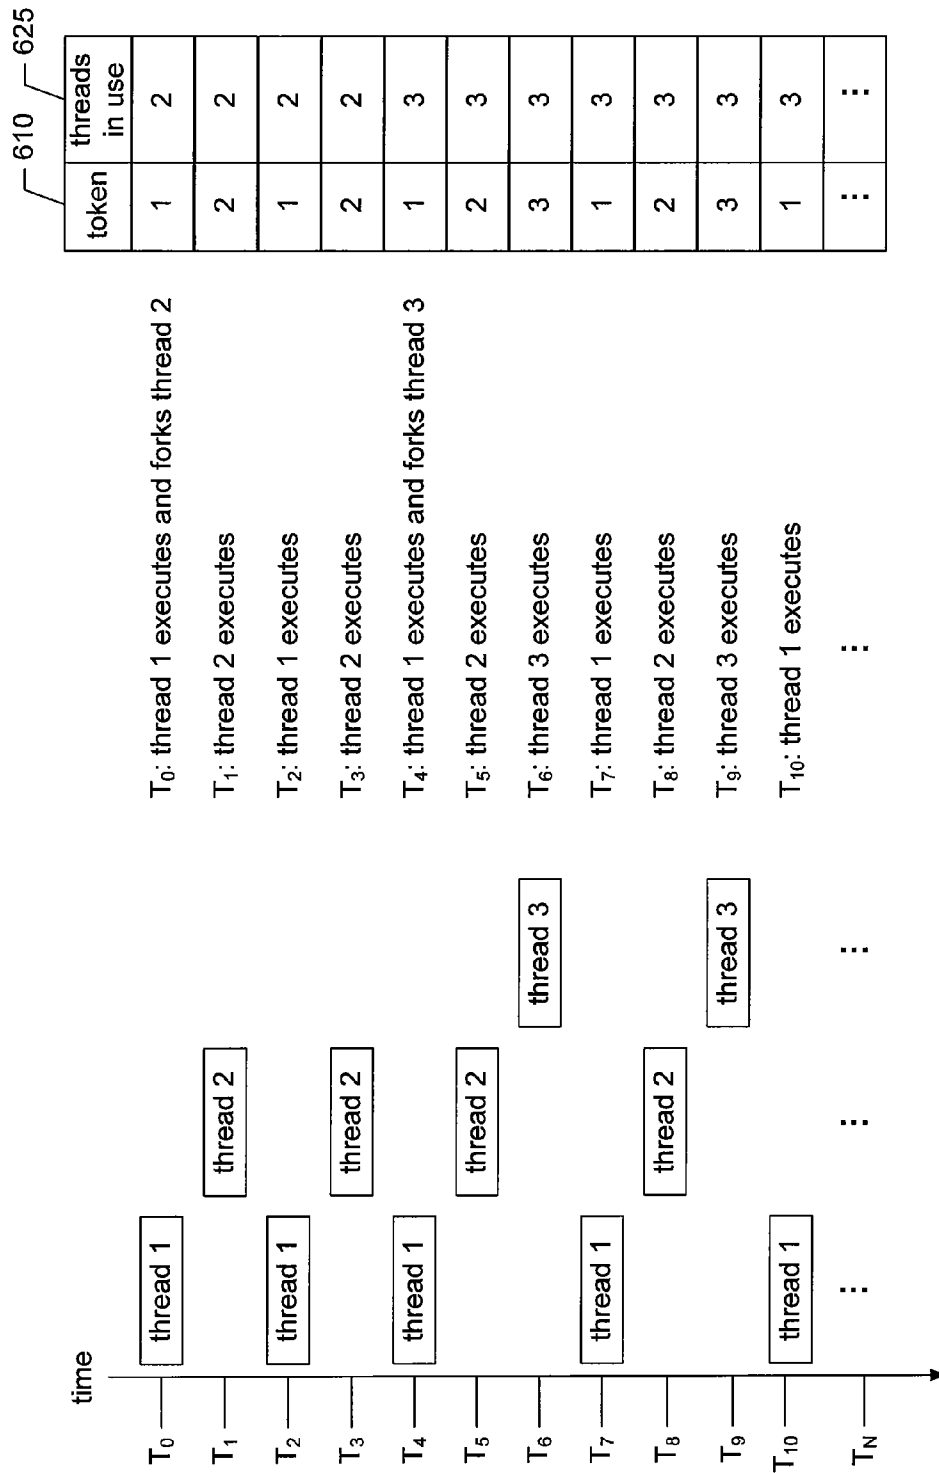 610
625
time
token
threads
in use
T0
thread 1
T0: thread 1 executes and forks thread 2
1
2
T1
thread 2
T1: thread 2 executes
2
2
T2
thread 1
T2: thread 1 executes
1
2
T3
thread 2
T3: thread 2 executes
2
2
T4
thread 1
T4: thread 1 executes and forks thread 3
1
3
T5
thread 2
T5: thread 2 executes
2
3
T6
thread 3
T6: thread 3 executes
3
3
T7
thread 1
T7: thread 1 executes
1
3
T8
thread 2
T8: thread 2 executes
2
3
T9
thread 3
T9: thread 3 executes
3
3
T10
thread 1
T10: thread 1 executes
1
3
TN
...
...
...
...
...
...